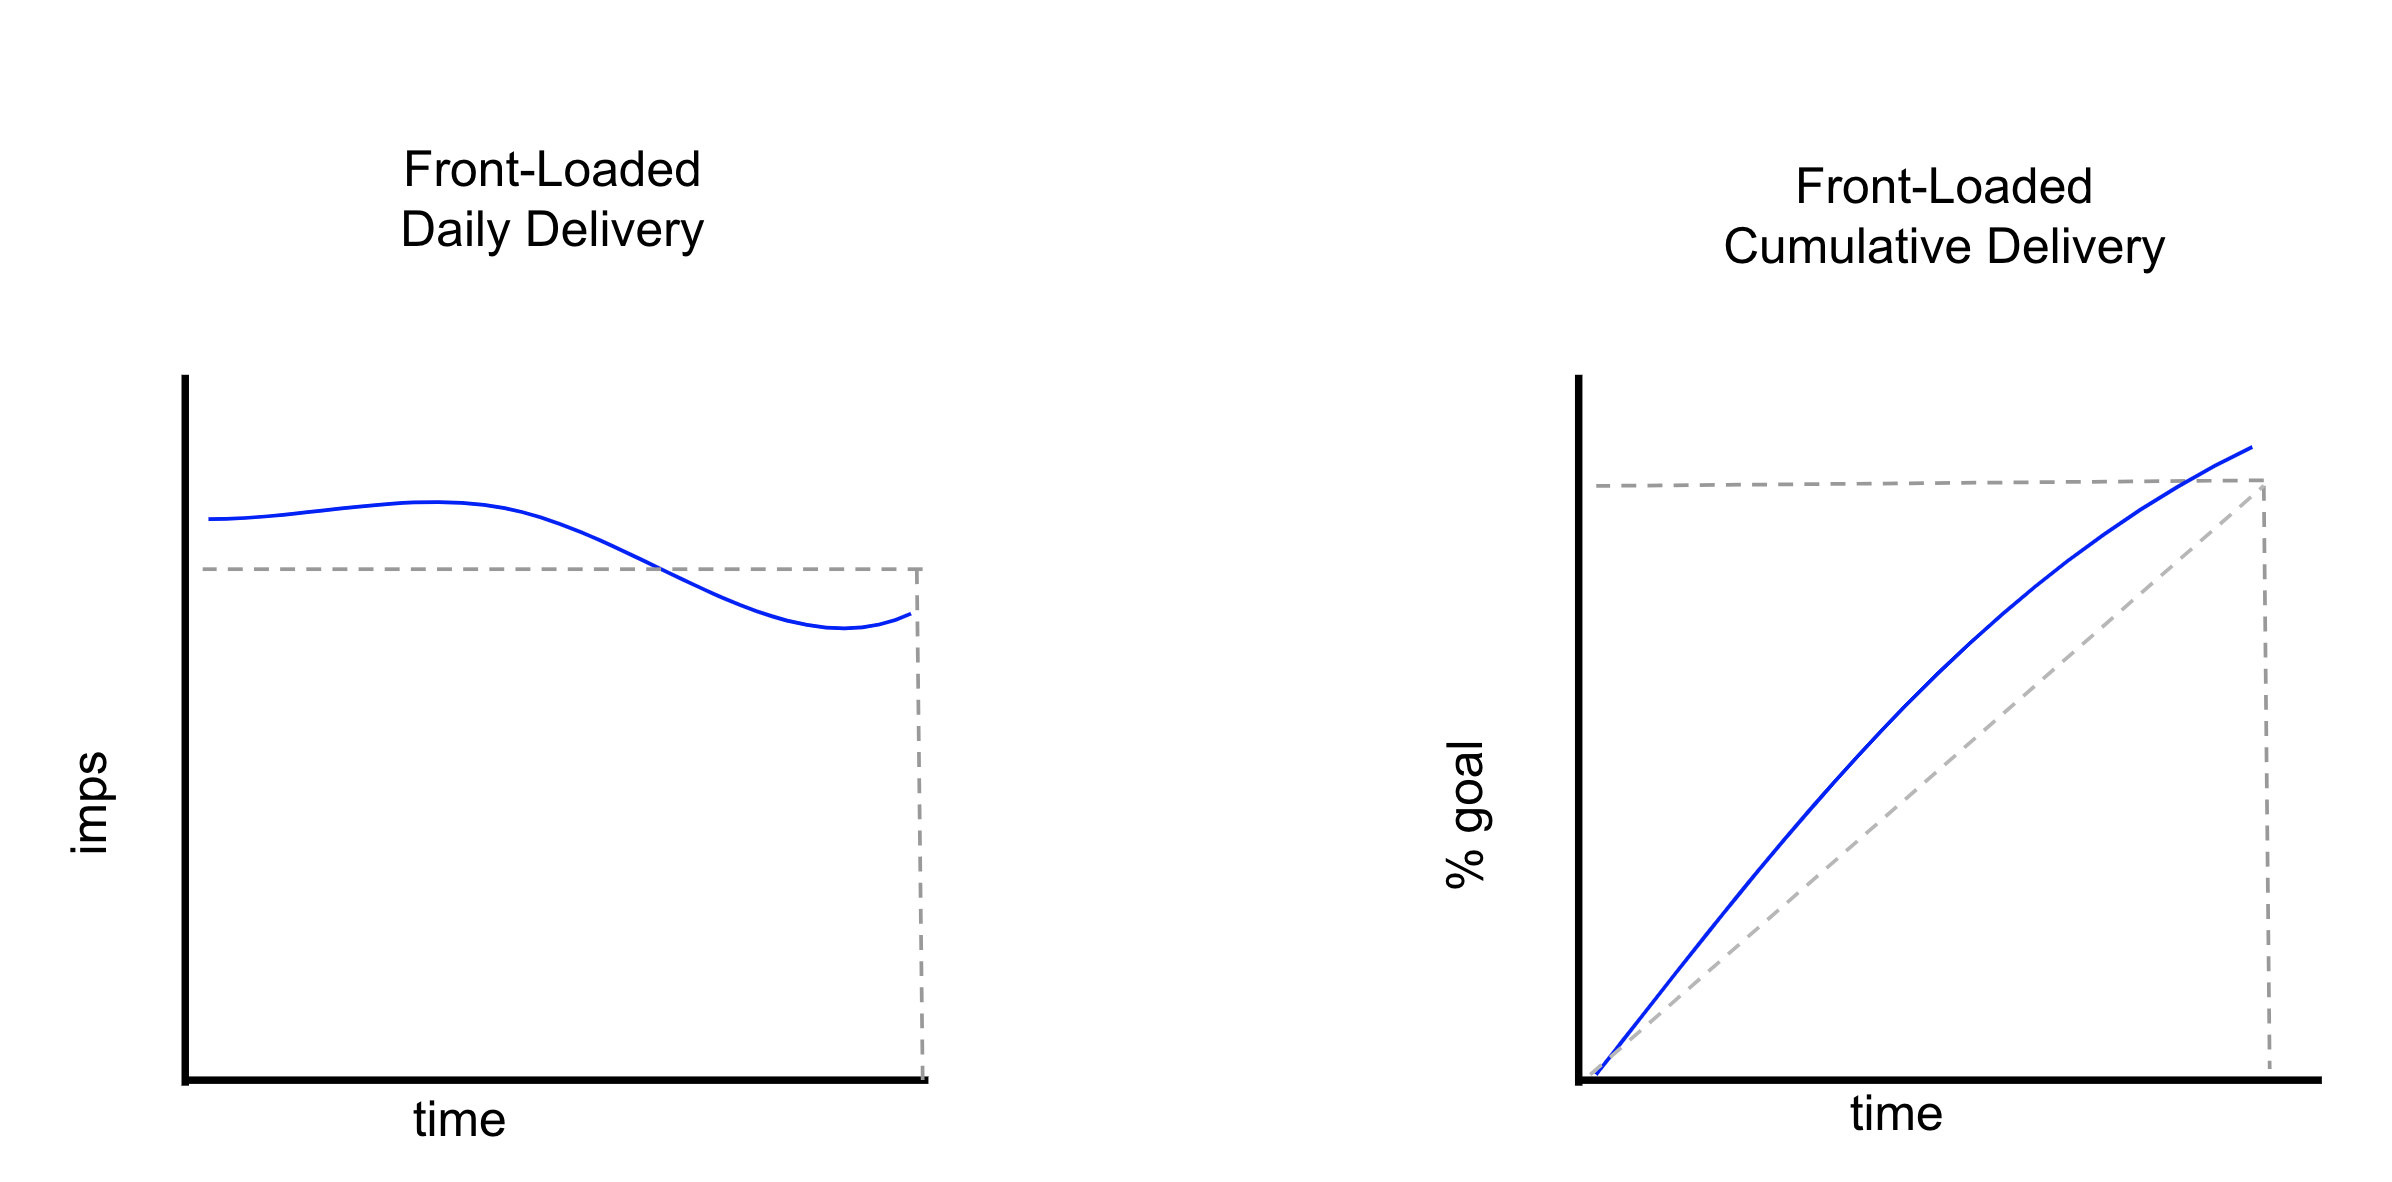 Front-Loaded
Daily Delivery
imps
time
Front-Loaded
Cumulative Delivery
% goal
time